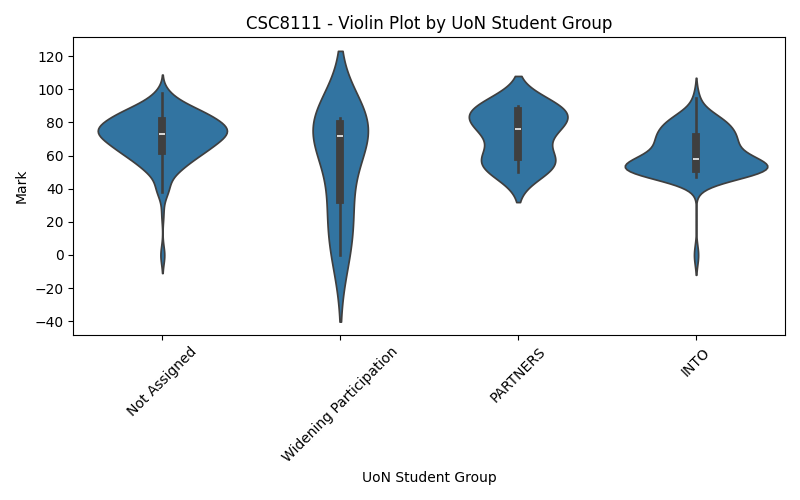 CSC8111 - Violin Plot by UoN Student Group
120
100
80
60
40
20
0
−20
−40
Mark
Not Assigned
Widening Participation
PARTNERS
INTO
UoN Student Group